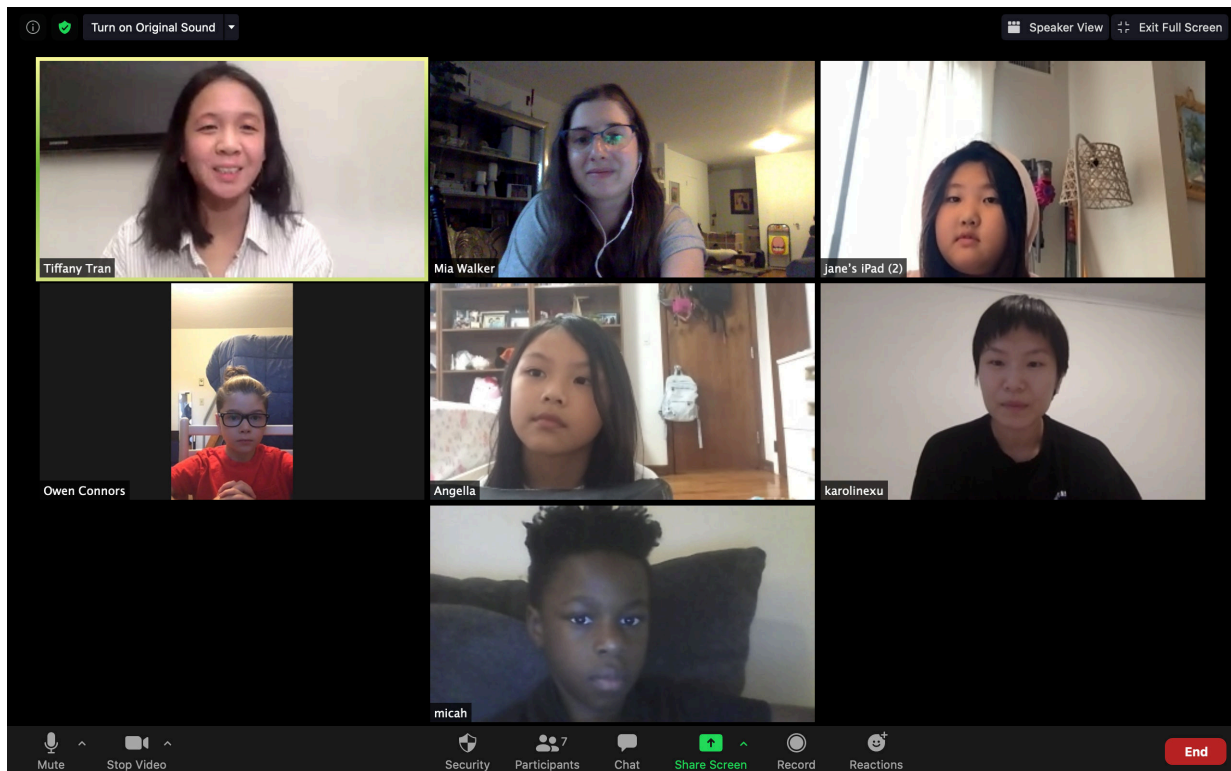 Turn on Original Sound
Speaker View
Exit Full Screen
Tiffany Tran
Mia Walker
jane's iPad (2)
Owen Connors
Angella
karolinexu
micah
Mute
Stop Video
Security
Participants
7
Chat
Share Screen
Record
Reactions
End